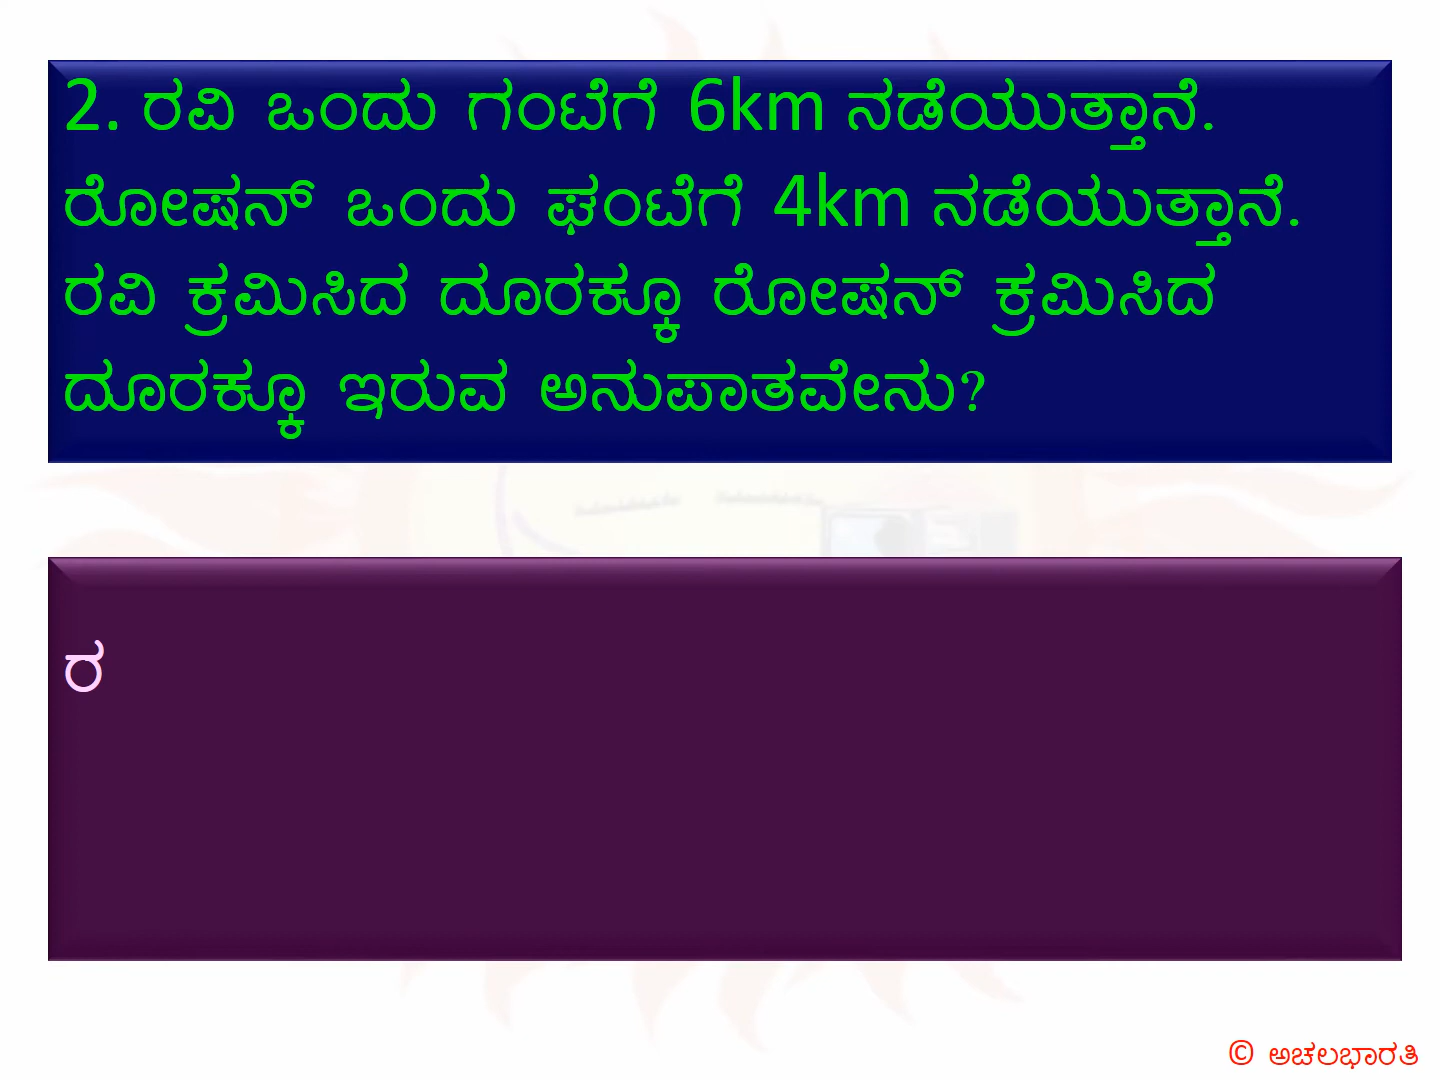 2. ರವಿ ಒಂದು ಗಂಟೆಗೆ 6km ನಡೆಯುತ್ತಾನೆ.
ರೋಷನ್ ಒಂದು ಘಂಟೆಗೆ 4km ನಡೆಯುತ್ತಾನೆ.
ರವಿ ಕ್ರಮಿಸಿದ ದೂರಕ್ಕೂ ರೋಷನ್ ಕ್ರಮಿಸಿದ
ದೂರಕ್ಕೂ ಇರುವ ಅನುಪಾತವೇನು?
ರ
© ಅಚಲಭಾರತಿ